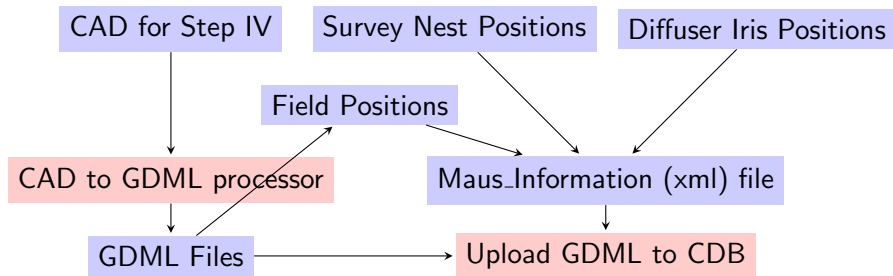 CAD for Step IV
Survey Nest Positions
Diffuser Iris Positions
Field Positions
CAD to GDML processor
Maus_Information (xml) file
GDML Files
Upload GDML to CDB